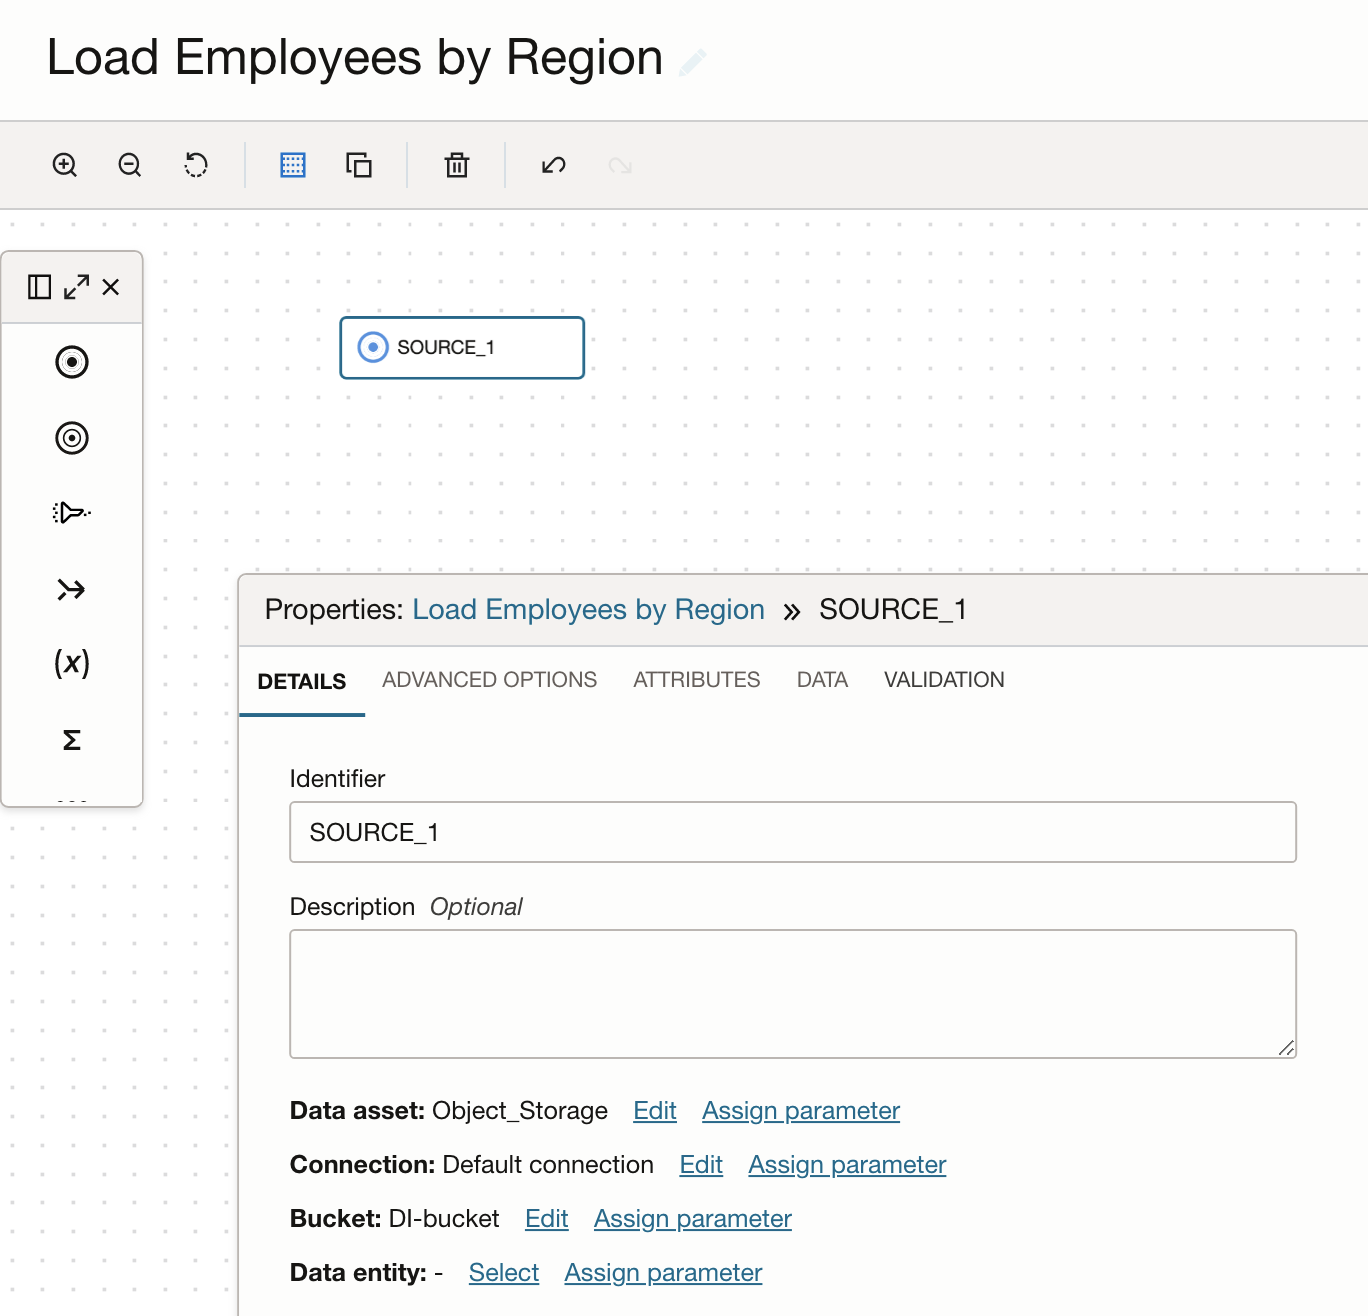 Load Employees by Region
SOURCE_1
(x)
Σ
Properties: Load Employees by Region » SOURCE_1
DETAILS ADVANCED OPTIONS ATTRIBUTES DATA VALIDATION
Identifier
SOURCE_1
Description Optional
Data asset: Object_Storage Edit Assign parameter
Connection: Default connection Edit Assign parameter
Bucket: DI-bucket Edit Assign parameter
Data entity: - Select Assign parameter